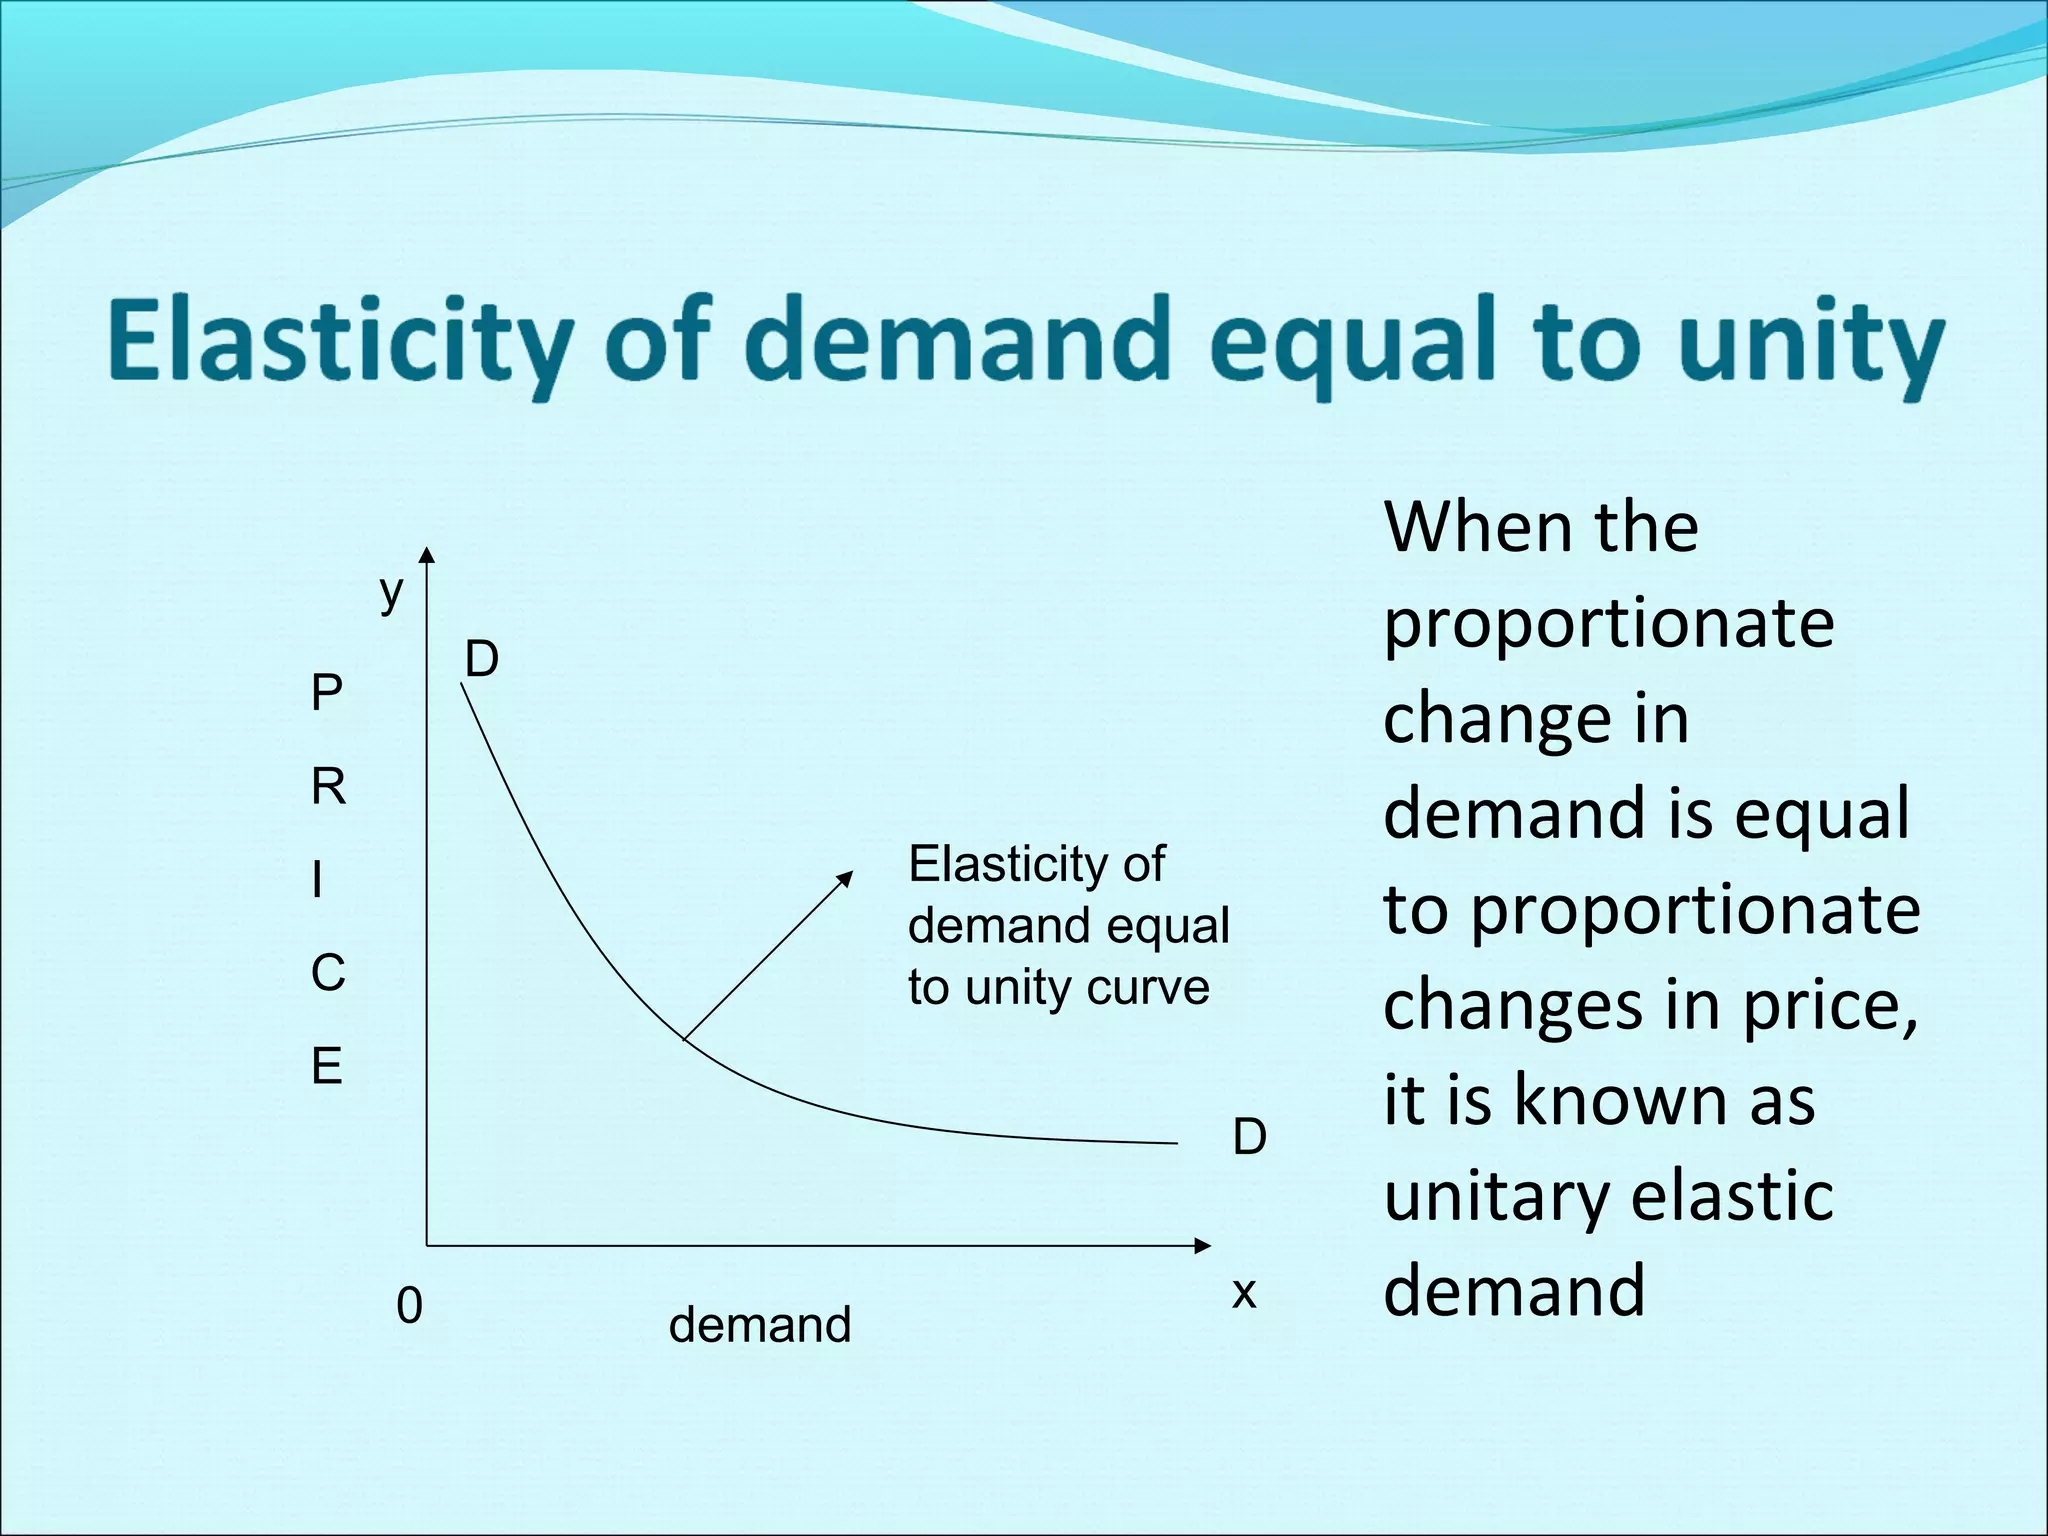 Elasticity of demand equal to unity
y
D
P
R
I
C
E
Elasticity of
demand equal
to unity curve
D
0
demand
x
When the
proportionate
change in
demand is equal
to proportionate
changes in price,
it is known as
unitary elastic
demand